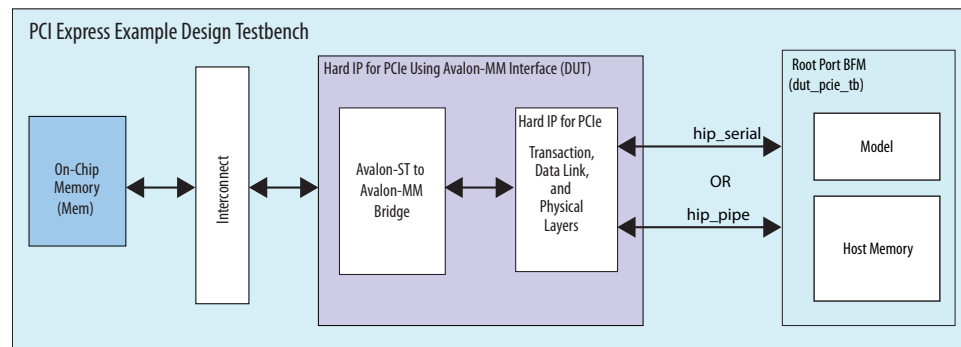 PCI Express Example Design Testbench
On-Chip
Memory
(Mem)
Interconnect
Hard IP for PCIe Using Avalon-MM Interface (DUT)
Avalon-ST to
Avalon-MM
Bridge
Hard IP for PCIe
Transaction,
Data Link,
and
Physical
Layers
hip_serial
OR
hip_pipe
Root Port BFM
(dut_pcie_tb)
Model
Host Memory